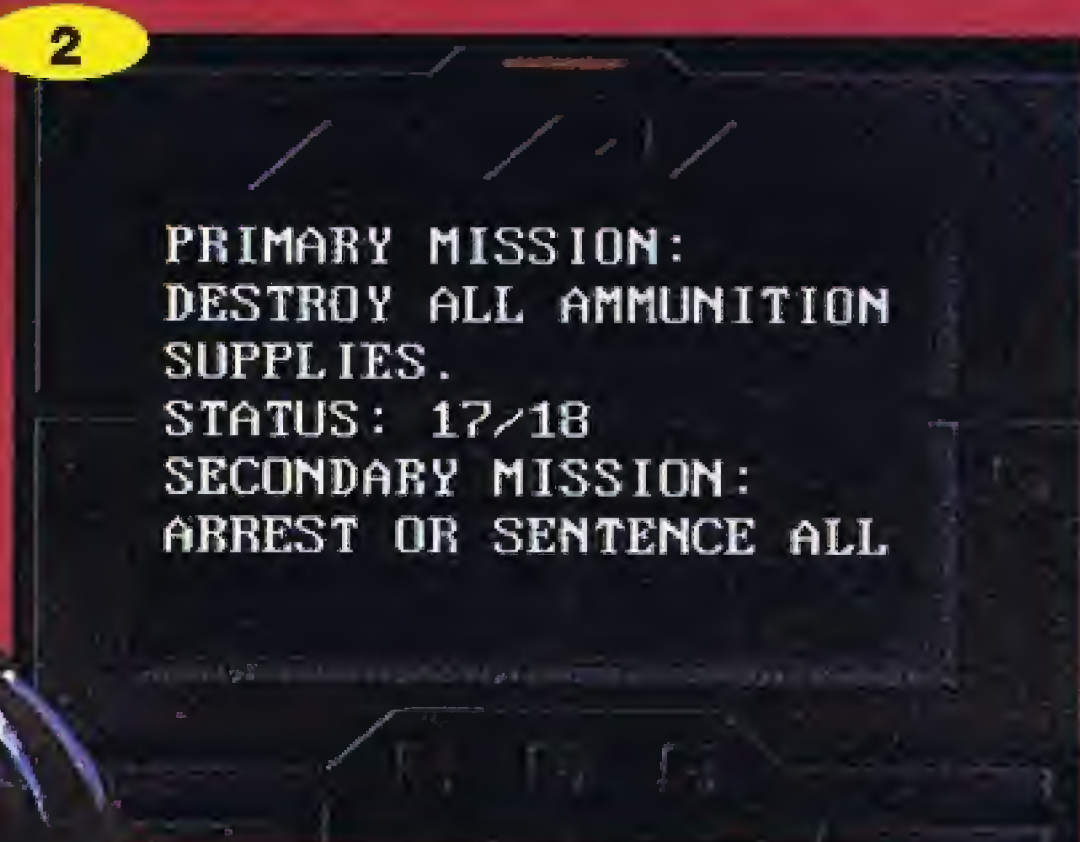 2
PRIMARY MISSION:
DESTROY ALL AMMUNITION
SUPPLIES.
STATUS: 17/18
SECONDARY MISSION:
ARREST OR SENTENCE ALL